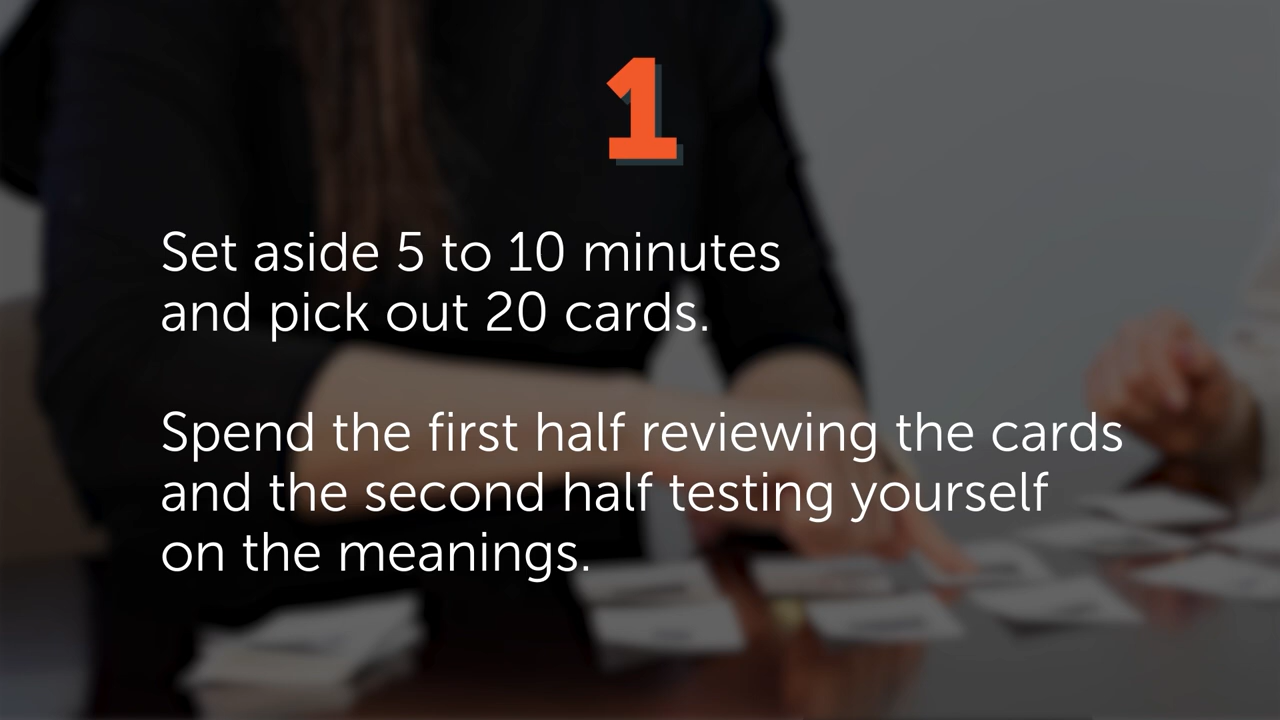 1
Set aside 5 to 10 minutes
and pick out 20 cards.
Spend the first half reviewing the cards
and the second half testing yourself
on the meanings.